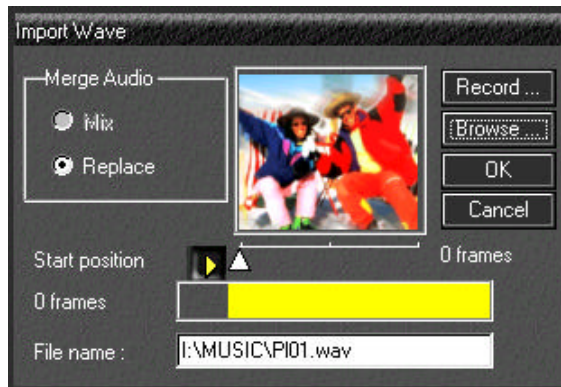 Import Wave
Merge Audio
Mix
Replace
Record ...
Browse ...
OK
Cancel
Start position
0 frames
0 frames
File name :
I:\MUSIC\PI01.wav